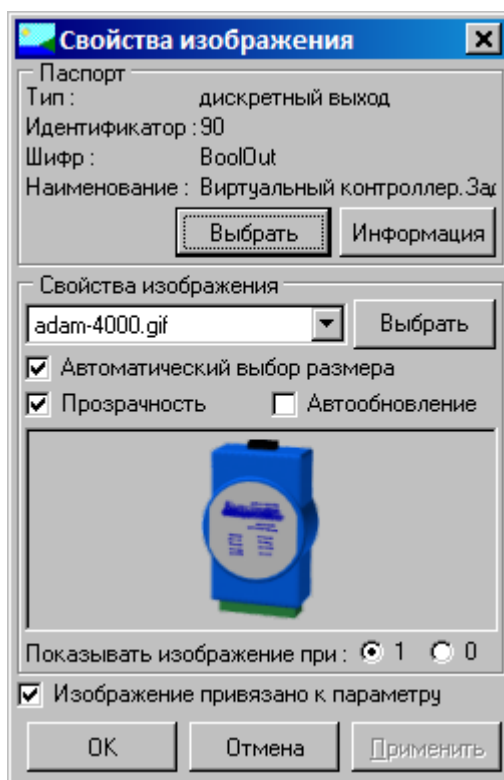 Свойства изображения
Паспорт
Тип : дискретный выход
Идентификатор : 90
Шифр : BoolOut
Наименование : Виртуальный контроллер.
Выбрать Информация
Свойства изображения
adam-4000.gif Выбрать
Автоматический выбор размера
Прозрачность Автообновление
Показывать изображение при : 1 0
Изображение привязано к параметру
OK Отмена Применить